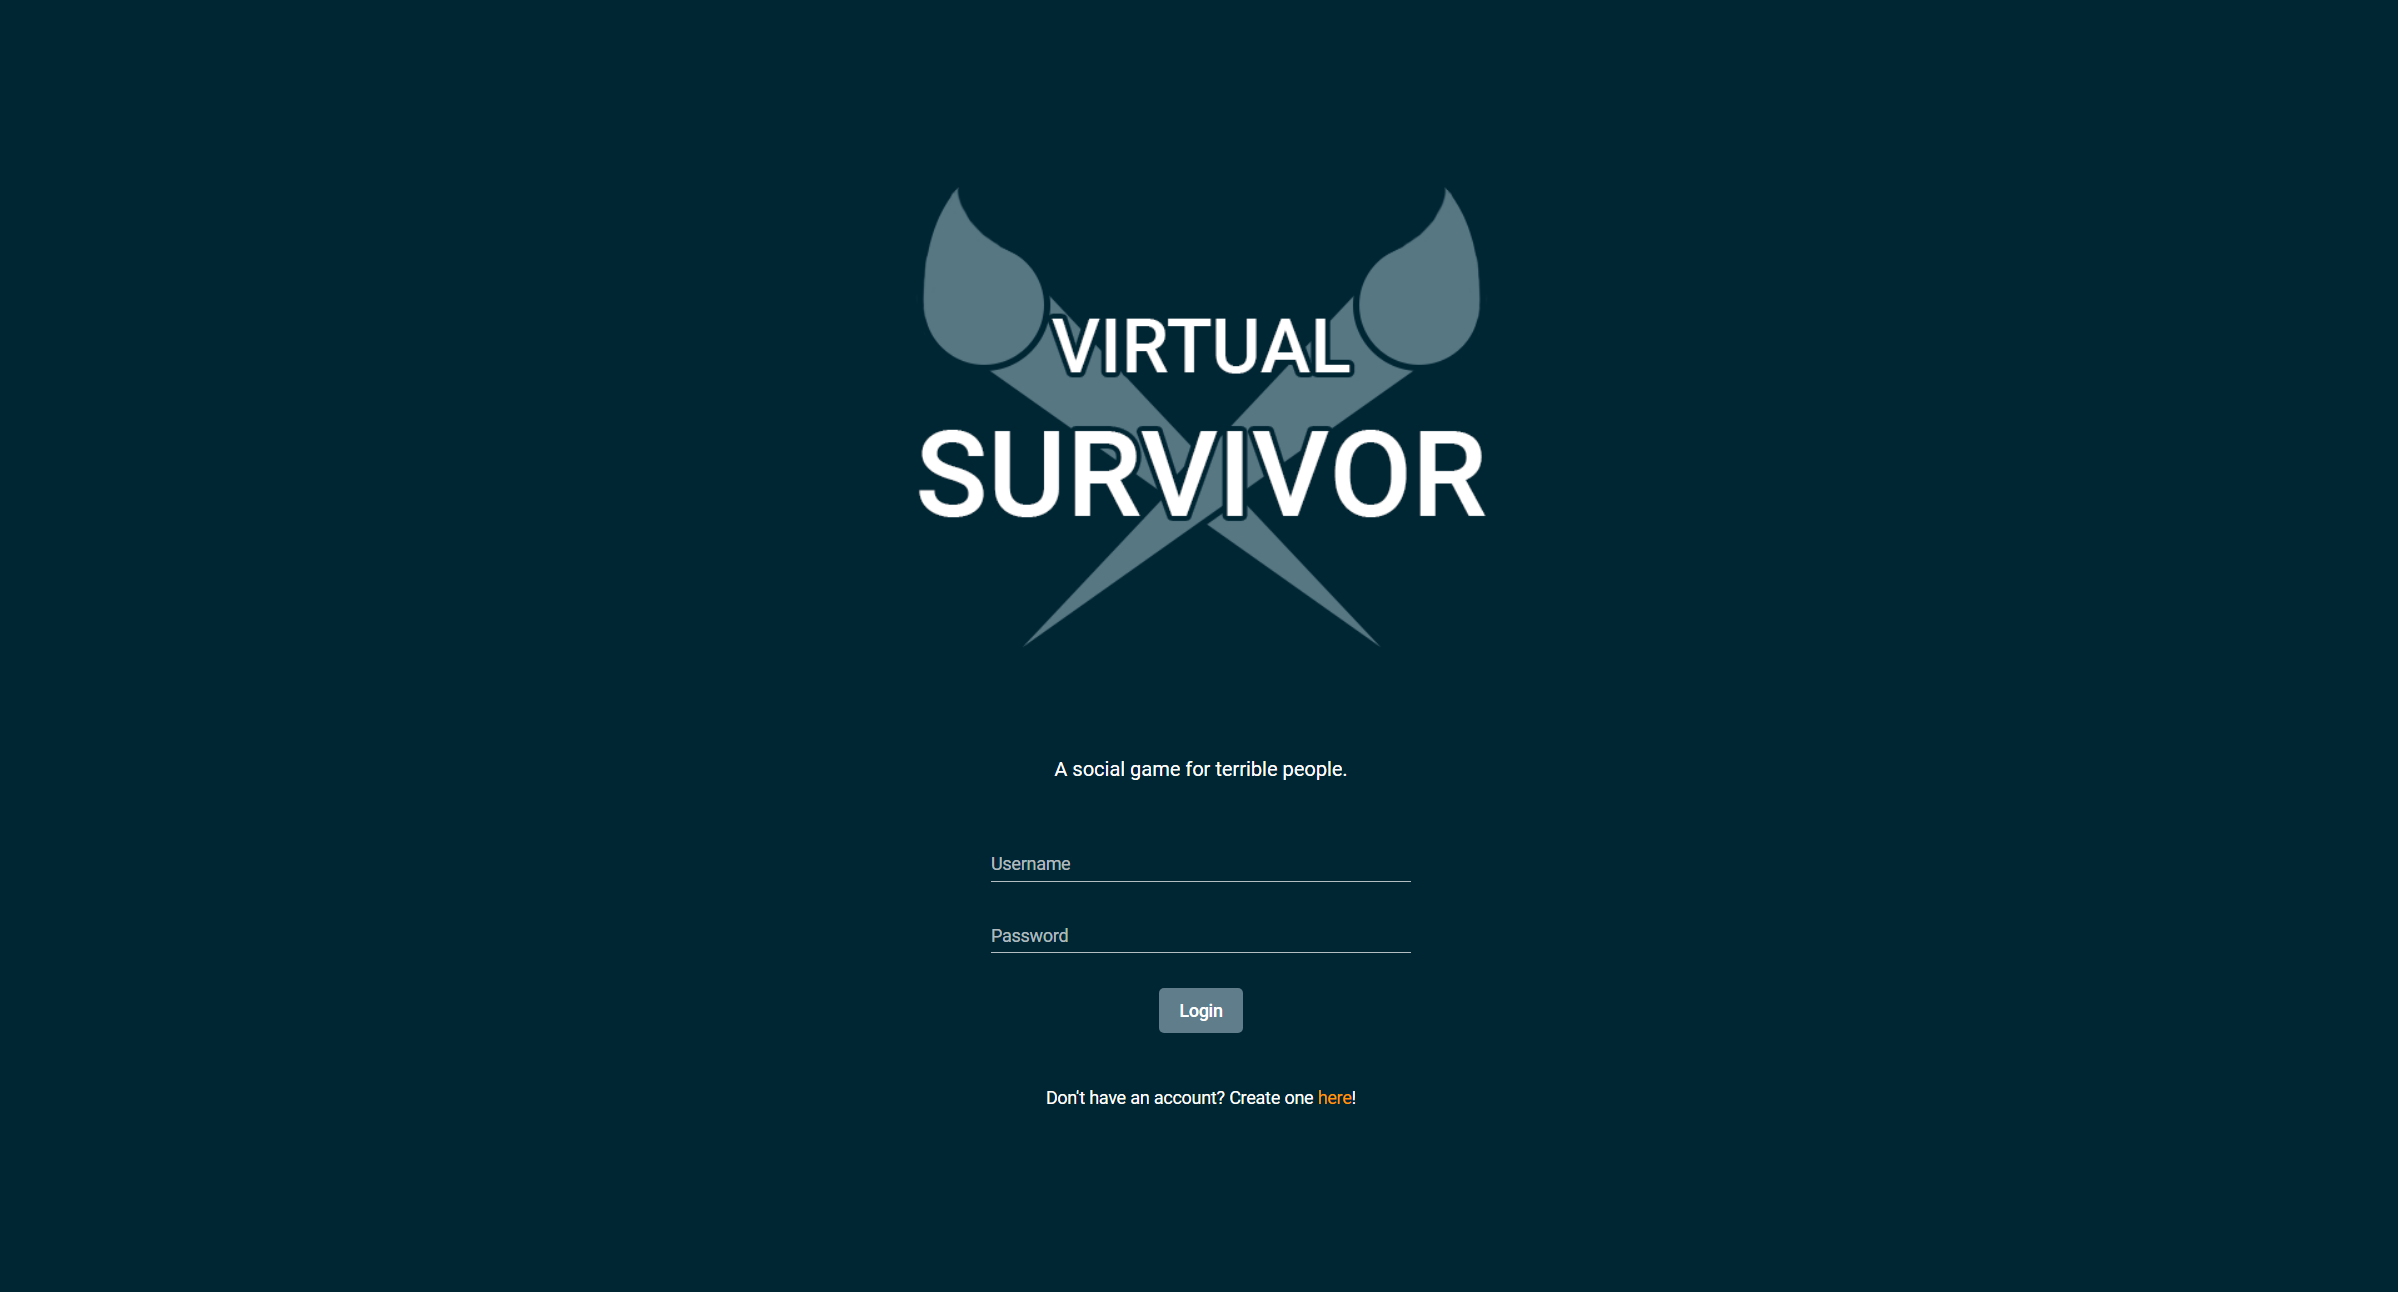 VIRTUAL
SURVIVOR
A social game for terrible people.
Username
Password
Login
Don't have an account? Create one here!